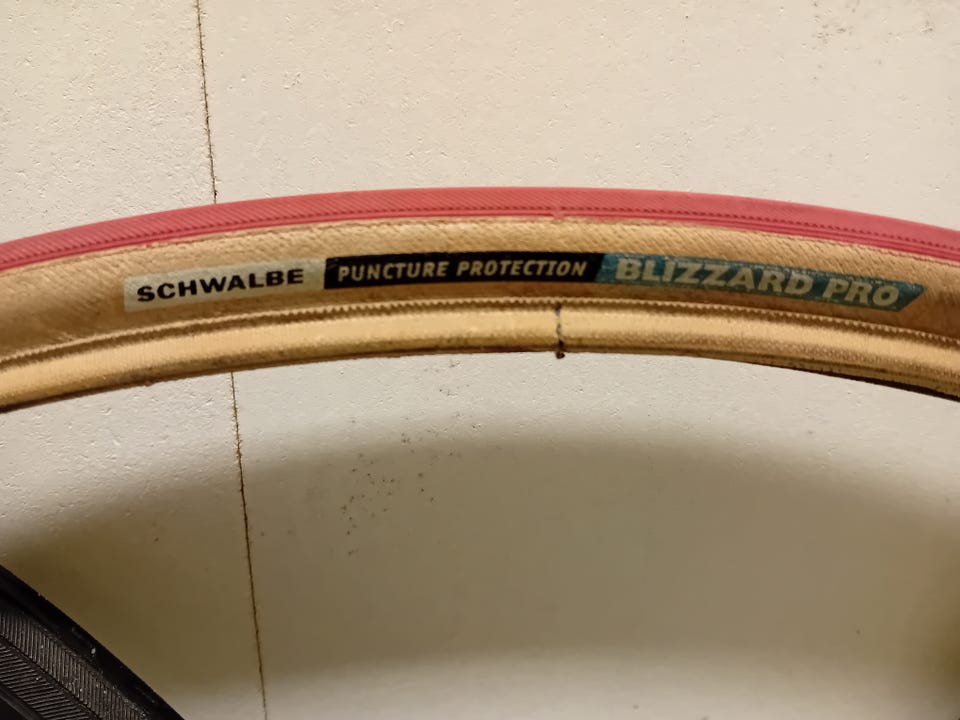 SCHWALBE PUNCTURE PROTECTION BLIZZARD PRO